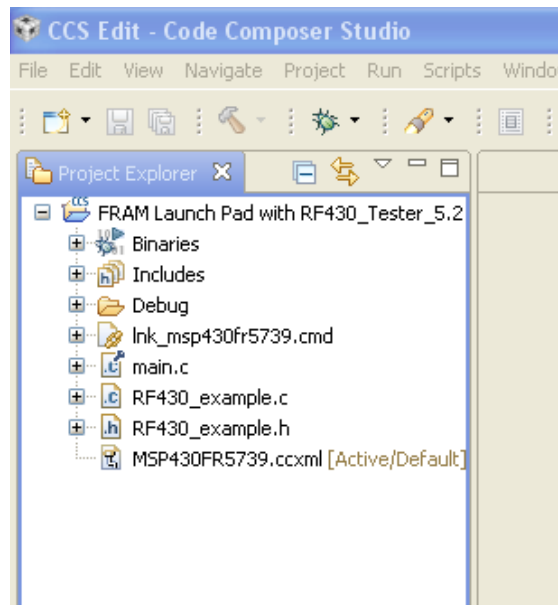 CCS Edit - Code Composer Studio
File Edit View Navigate Project Run Scripts Windo
Project Explorer
CCS
FRAM Launch Pad with RF430_Tester_5.2
Binaries
Includes
Debug
lnk_msp430fr5739.cmd
main.c
RF430_example.c
RF430_example.h
MSP430FR5739.ccxml [Active/Default]